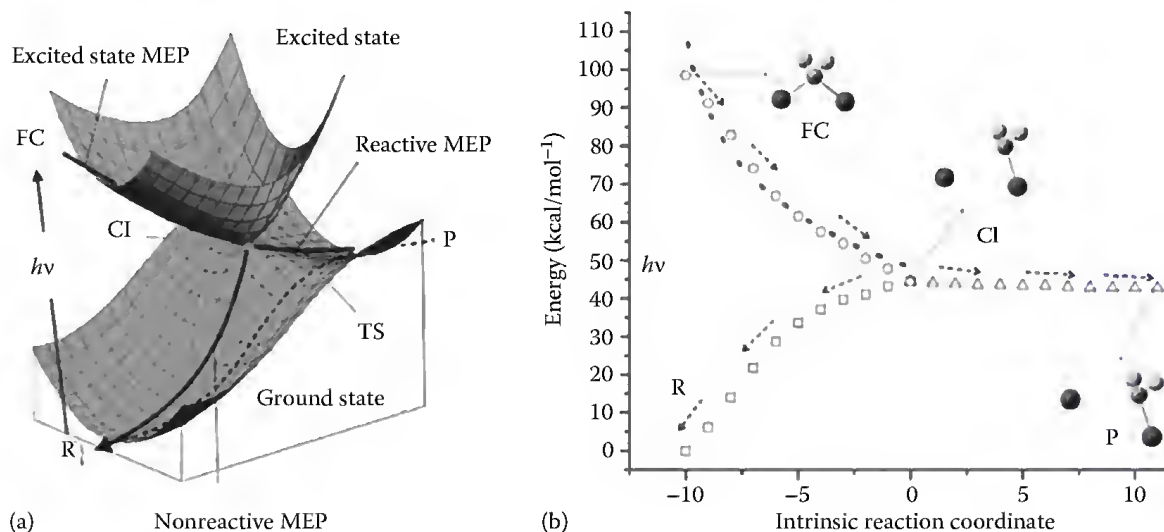 Excited state MEP
Excited state
FC
Reactive MEP
CI
P
hν
TS
Ground state
R
(a)
Nonreactive MEP
Energy (kcal/mol⁻¹)
110
100
90
80
70
60
50
40
30
20
10
0
FC
CI
hν
R
P
−10
−5
0
5
10
(b)
Intrinsic reaction coordinate